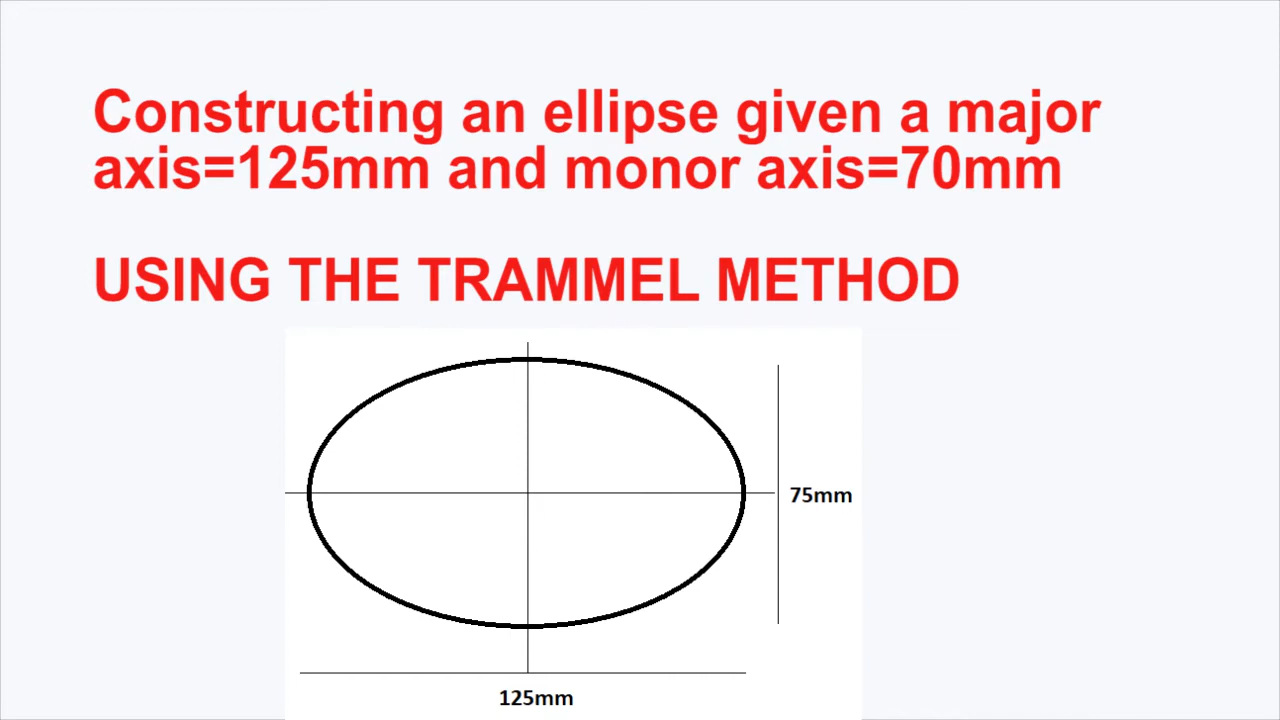 Constructing an ellipse given a major
axis=125mm and monor axis=70mm
USING THE TRAMMEL METHOD
75mm
125mm